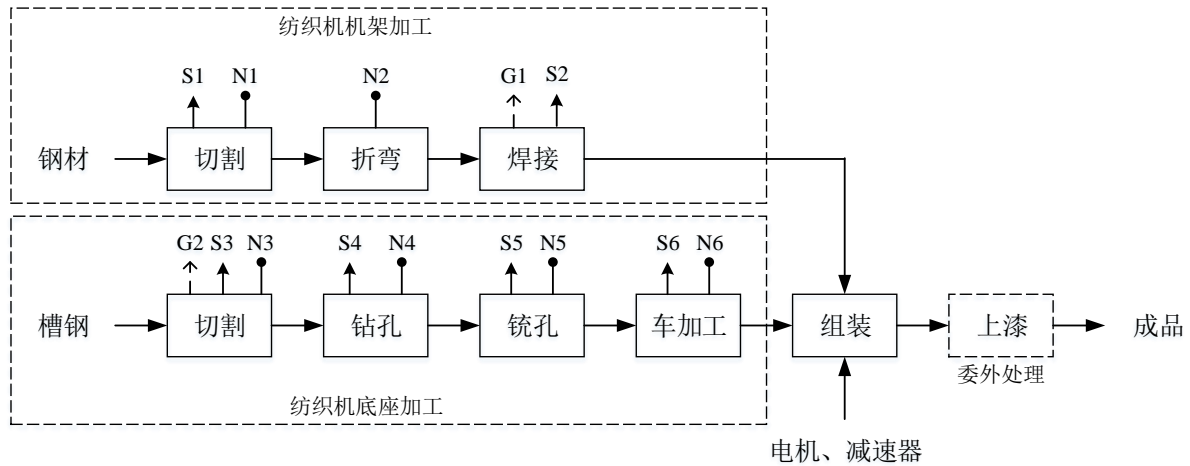 纺织机机架加工
S1 N1 N2 G1 S2
钢材 切割 折弯 焊接
G2 S3 N3 S4 N4 S5 N5 S6 N6
槽钢 切割 钻孔 铳孔 车加工 组装 上漆 成品
委外处理
纺织机底座加工
电机、减速器